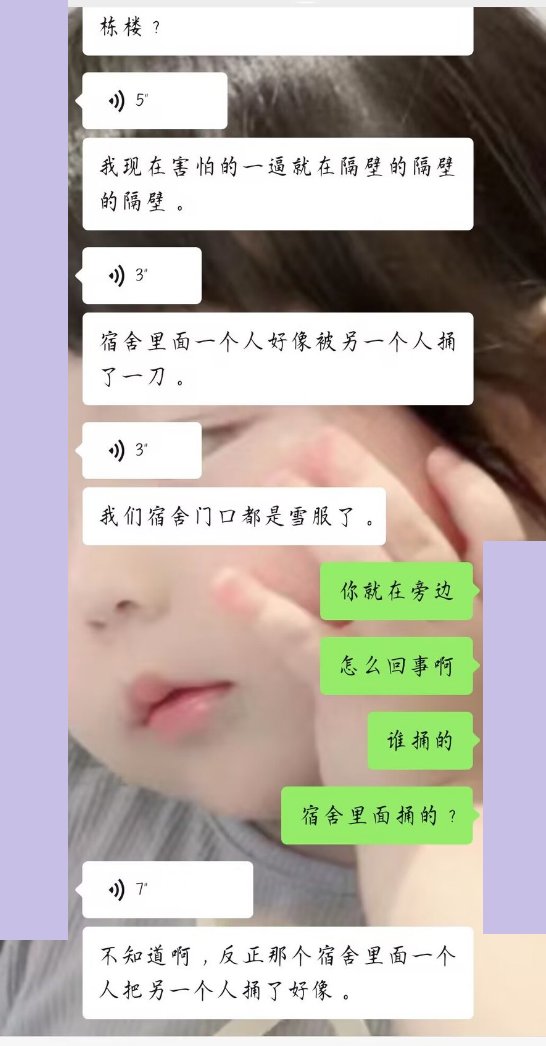 栋楼？
5"
我现在害怕的一逼就在隔壁的隔壁
的隔壁。
3"
宿舍里面一个人好像被另一个人捅
了一刀。
3"
我们宿舍门口都是雪服了。
你就在旁边
怎么回事啊
谁捅的
宿舍里面捅的？
7"
不知道啊，反正那个宿舍里面一个
人把另一个人捅了好像。